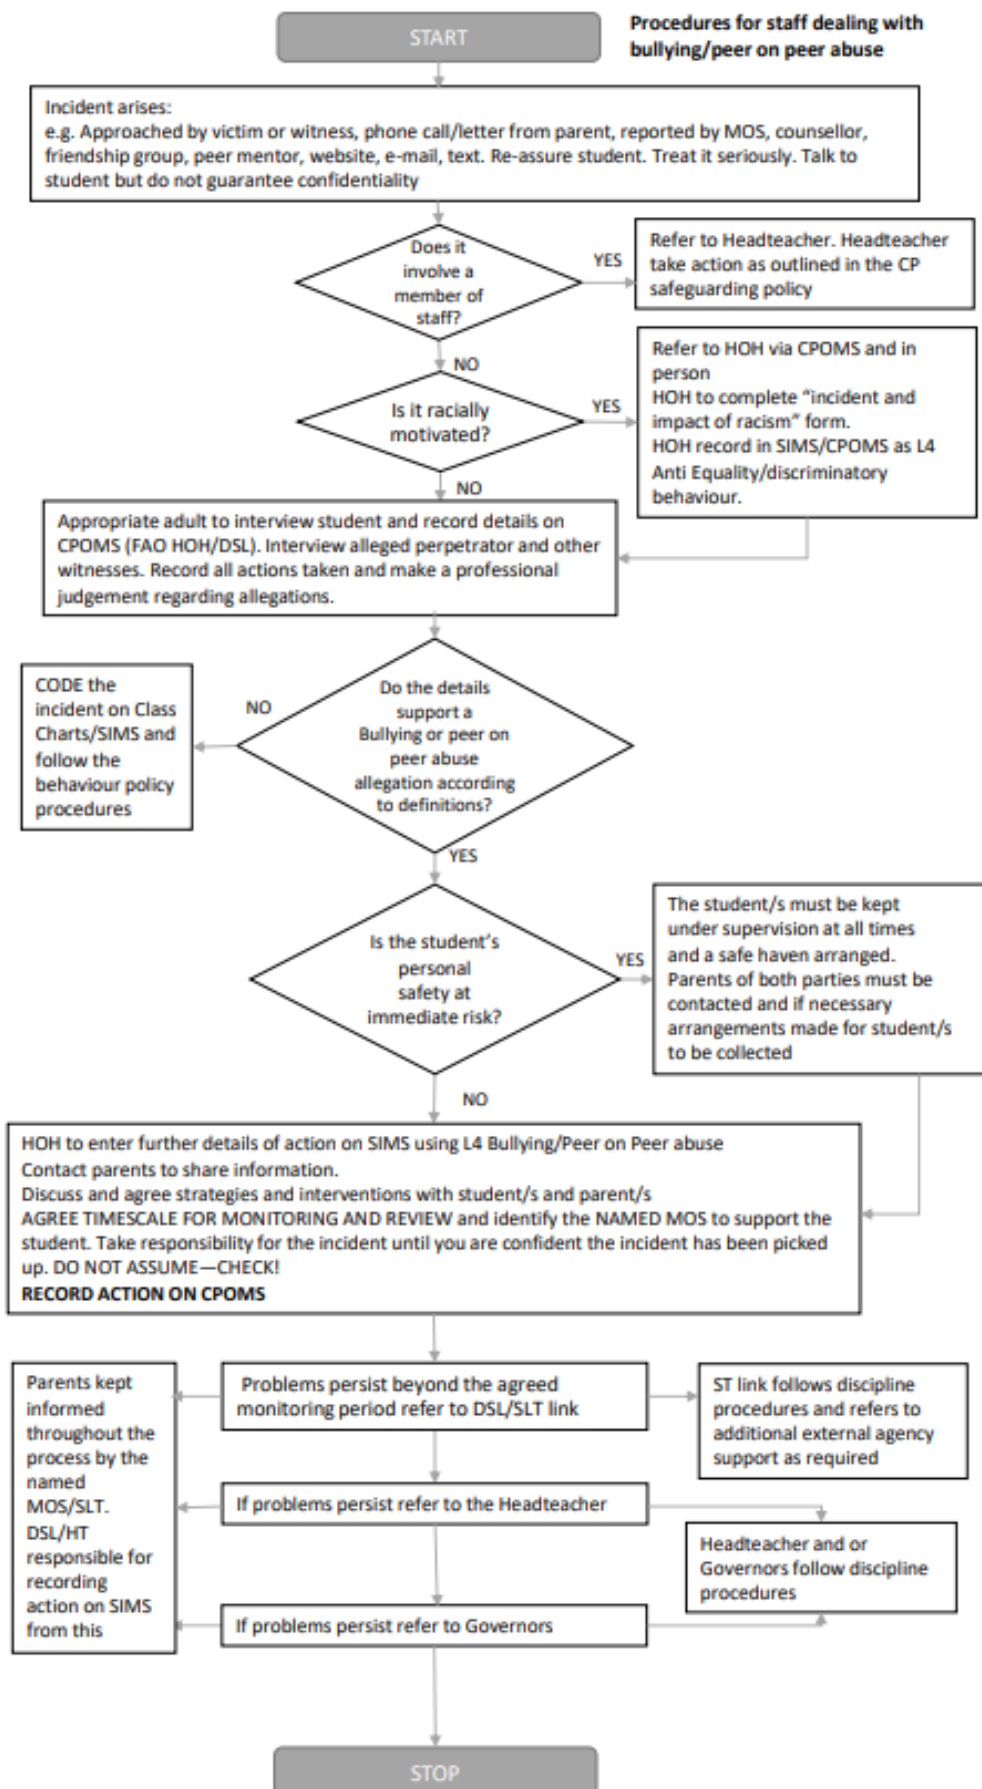 START
Procedures for staff dealing with
bullying/peer on peer abuse
Incident arises:
e.g. Approached by victim or witness, phone call/letter from parent, reported by MOS, counsellor,
friendship group, peer mentor, website, e-mail, text. Re-assure student. Treat it seriously. Talk to
student but do not guarantee confidentiality
Does it
involve a
member of
staff?
YES
Refer to Headteacher. Headteacher
take action as outlined in the CP
safeguarding policy
NO
Is it racially
motivated?
YES
Refer to HOH via CPOMS and in
person
HOH to complete “incident and
impact of racism” form.
HOH record in SIMS/CPOMS as L4
Anti Equality/discriminatory
behaviour.
NO
Appropriate adult to interview student and record details on
CPOMS (FAO HOH/DSL). Interview alleged perpetrator and other
witnesses. Record all actions taken and make a professional
judgement regarding allegations.
Do the details
support a
Bullying or peer on
peer abuse
allegation according
to definitions?
NO
CODE the
incident on Class
Charts/SIMS and
follow the
behaviour policy
procedures
YES
Is the student’s
personal
safety at
immediate risk?
YES
The student/s must be kept
under supervision at all times
and a safe haven arranged.
Parents of both parties must be
contacted and if necessary
arrangements made for student/s
to be collected
NO
HOH to enter further details of action on SIMS using L4 Bullying/Peer on Peer abuse
Contact parents to share information.
Discuss and agree strategies and interventions with student/s and parent/s
AGREE TIMESCALE FOR MONITORING AND REVIEW and identify the NAMED MOS to support the
student. Take responsibility for the incident until you are confident the incident has been picked
up. DO NOT ASSUME—CHECK!
RECORD ACTION ON CPOMS
Parents kept
informed
throughout the
process by the
named
MOS/SLT.
DSL/HT
responsible for
recording
action on SIMS
from this
Problems persist beyond the agreed
monitoring period refer to DSL/SLT link
ST link follows discipline
procedures and refers to
additional external agency
support as required
If problems persist refer to the Headteacher
Headteacher and or
Governors follow discipline
procedures
If problems persist refer to Governors
STOP